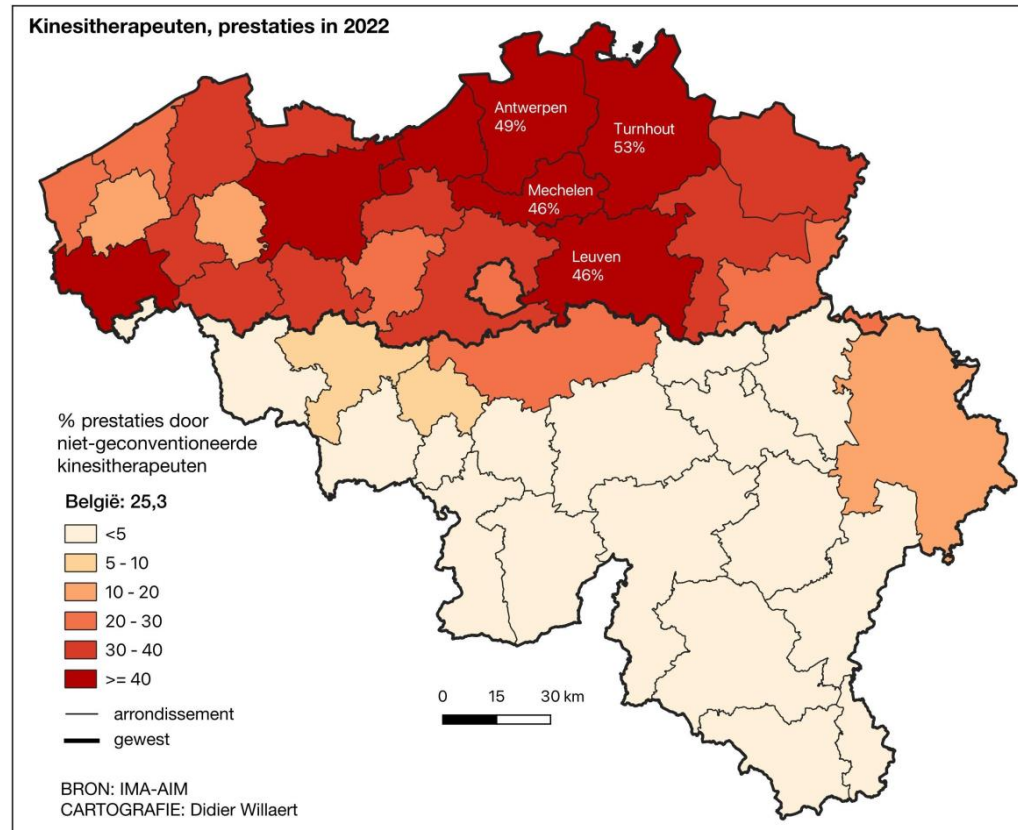 Kinesitherapeuten, prestaties in 2022
Antwerpen
49%
Turnhout
53%
Mechelen
46%
Leuven
46%
% prestaties door
niet-geconventioneerde
kinesitherapeuten
België: 25,3
<5
5 - 10
10 - 20
20 - 30
30 - 40
>= 40
arrondissement
gewest
0 15 30 km
BRON: IMA-AIM
CARTOGRAFIE: Didier Willaert